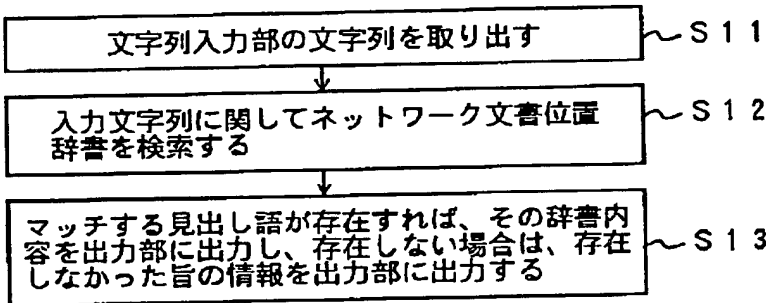 文字列入力部の文字列を取り出す
S11
入力文字列に関してネットワーク文書位置
辞書を検索する
S12
マッチする見出し語が存在すれば、その辞書内
容を出力部に出力し、存在しない場合は、存在
しなかった旨の情報を出力部に出力する
S13